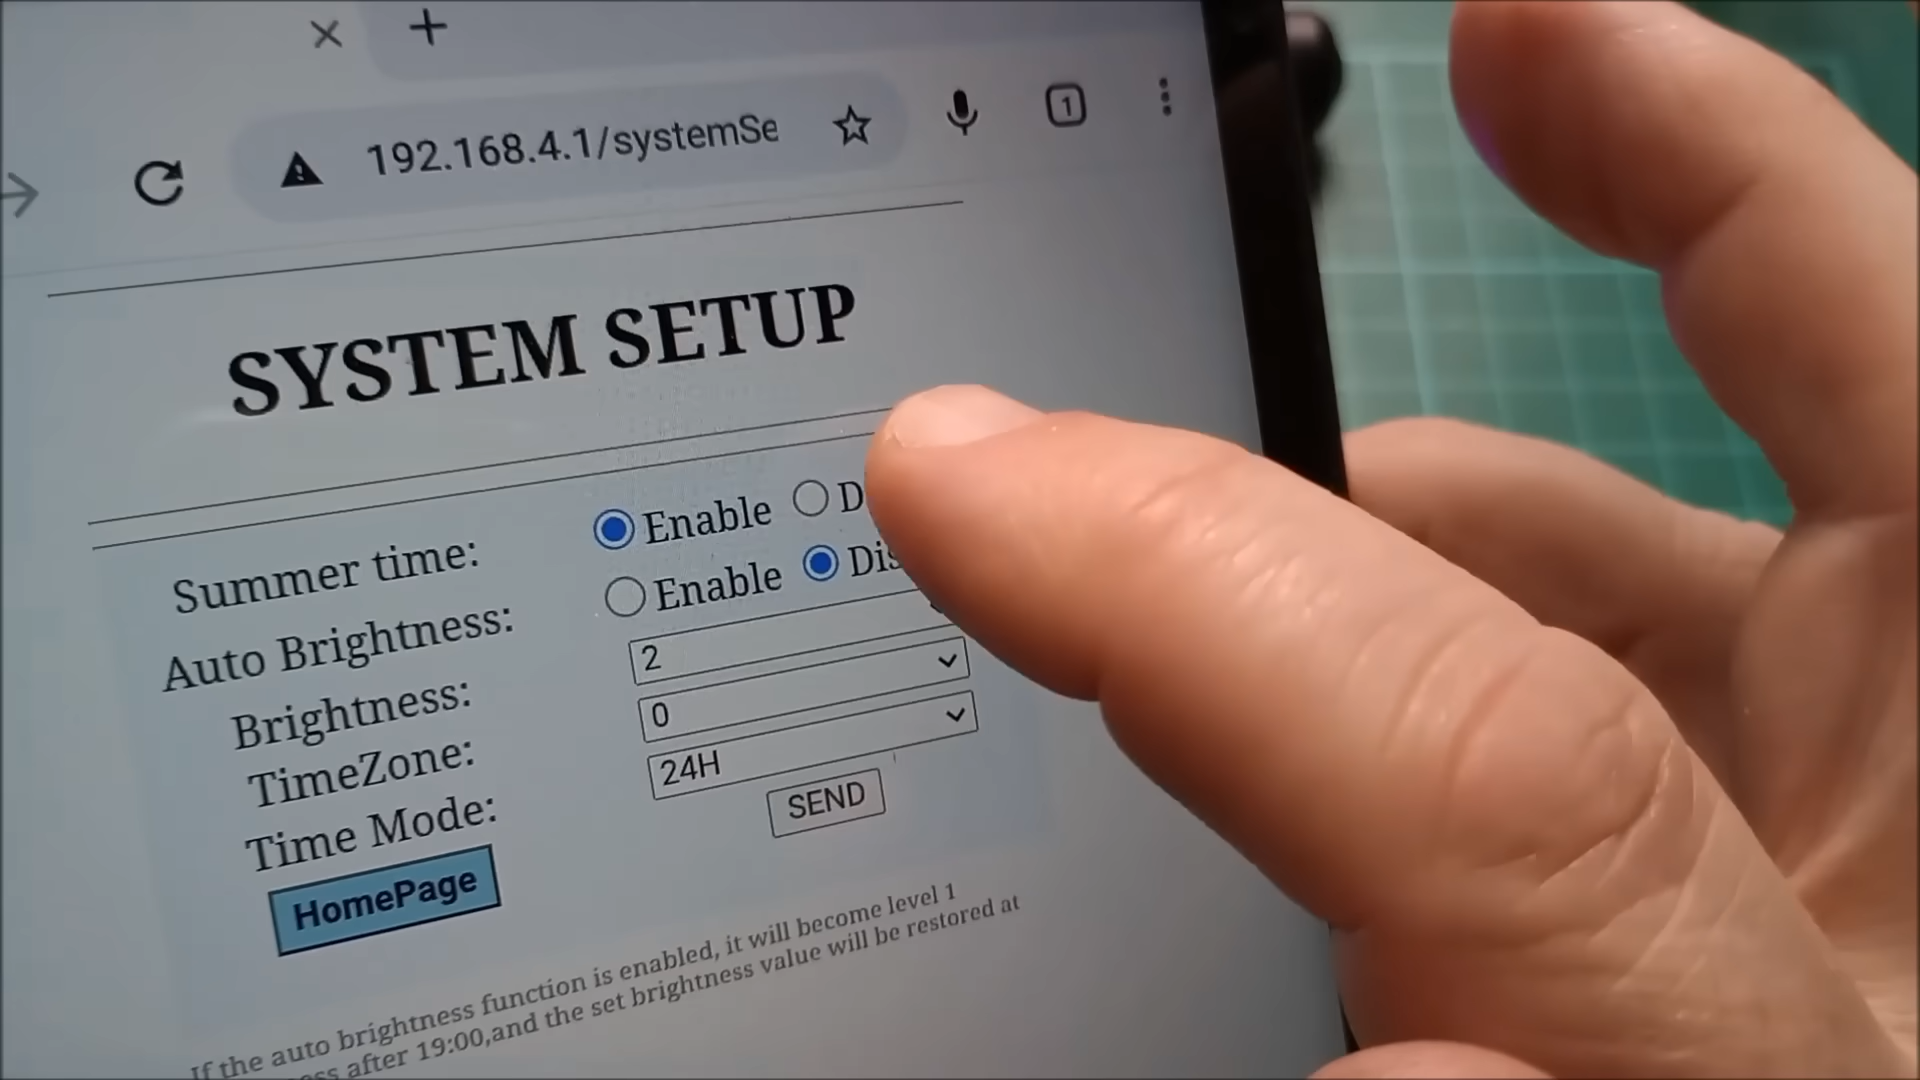 1
192.168.4.1/systemSe
SYSTEM SETUP
Summer time: Enable
Auto Brightness: Enable
Brightness: 2
TimeZone: 0
Time Mode: 24H
SEND
HomePage
If the auto brightness function is enabled, it will become level 1
after 19:00,and the set brightness value will be restored at